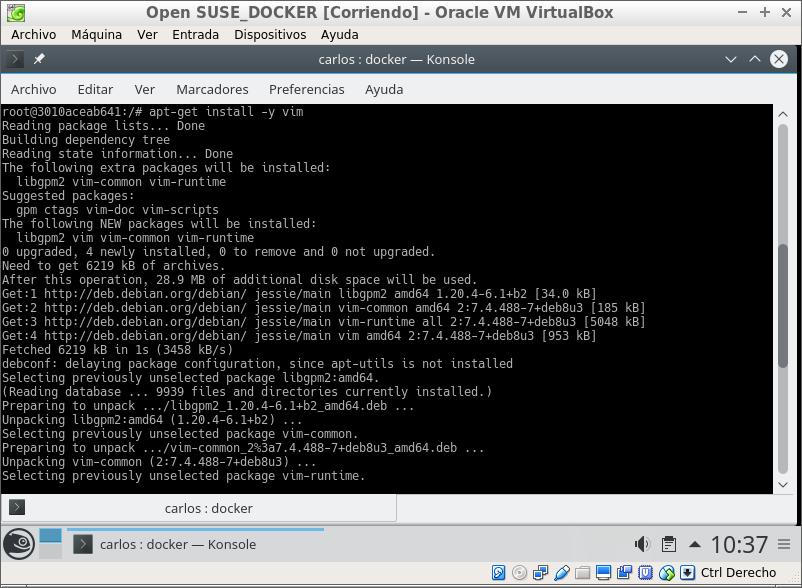 Open SUSE_DOCKER [Corriendo] - Oracle VM VirtualBox
Archivo Máquina Ver Entrada Dispositivos Ayuda
carlos : docker — Konsole
Archivo Editar Ver Marcadores Preferencias Ayuda
root@3010aceab641:/# apt-get install -y vim
Reading package lists... Done
Building dependency tree
Reading state information... Done
The following extra packages will be installed:
  libgpm2 vim-common vim-runtime
Suggested packages:
  gpm ctags vim-doc vim-scripts
The following NEW packages will be installed:
  libgpm2 vim vim-common vim-runtime
0 upgraded, 4 newly installed, 0 to remove and 0 not upgraded.
Need to get 6219 kB of archives.
After this operation, 28.9 MB of additional disk space will be used.
Get:1 http://deb.debian.org/debian/ jessie/main libgpm2 amd64 1.20.4-6.1+b2 [34.0 kB]
Get:2 http://deb.debian.org/debian/ jessie/main vim-common amd64 2:7.4.488-7+deb8u3 [185 kB]
Get:3 http://deb.debian.org/debian/ jessie/main vim-runtime all 2:7.4.488-7+deb8u3 [5048 kB]
Get:4 http://deb.debian.org/debian/ jessie/main vim amd64 2:7.4.488-7+deb8u3 [953 kB]
Fetched 6219 kB in 1s (3458 kB/s)
debconf: delaying package configuration, since apt-utils is not installed
Selecting previously unselected package libgpm2:amd64.
(Reading database ... 9939 files and directories currently installed.)
Preparing to unpack .../libgpm2_1.20.4-6.1+b2_amd64.deb ...
Unpacking libgpm2:amd64 (1.20.4-6.1+b2) ...
Selecting previously unselected package vim-common.
Preparing to unpack .../vim-common_2%3a7.4.488-7+deb8u3_amd64.deb ...
Unpacking vim-common (2:7.4.488-7+deb8u3) ...
Selecting previously unselected package vim-runtime.
carlos : docker
carlos : docker — Konsole
10:37
Ctrl Derecho